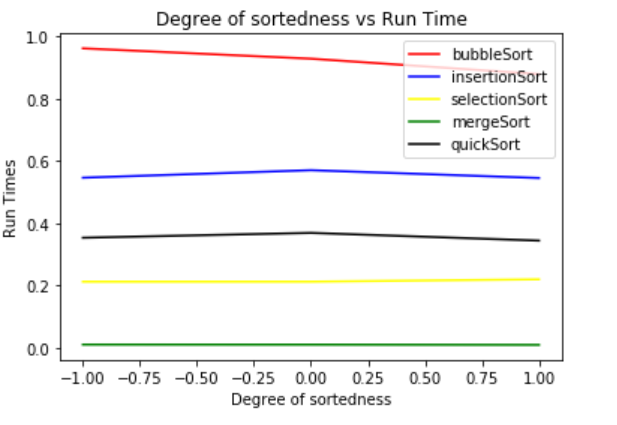 Degree of sortedness vs Run Time
1.0
0.8
0.6
0.4
0.2
0.0
Run Times
bubbleSort
insertionSort
selectionSort
mergeSort
quickSort
−1.00 −0.75 −0.50 −0.25 0.00 0.25 0.50 0.75 1.00
Degree of sortedness